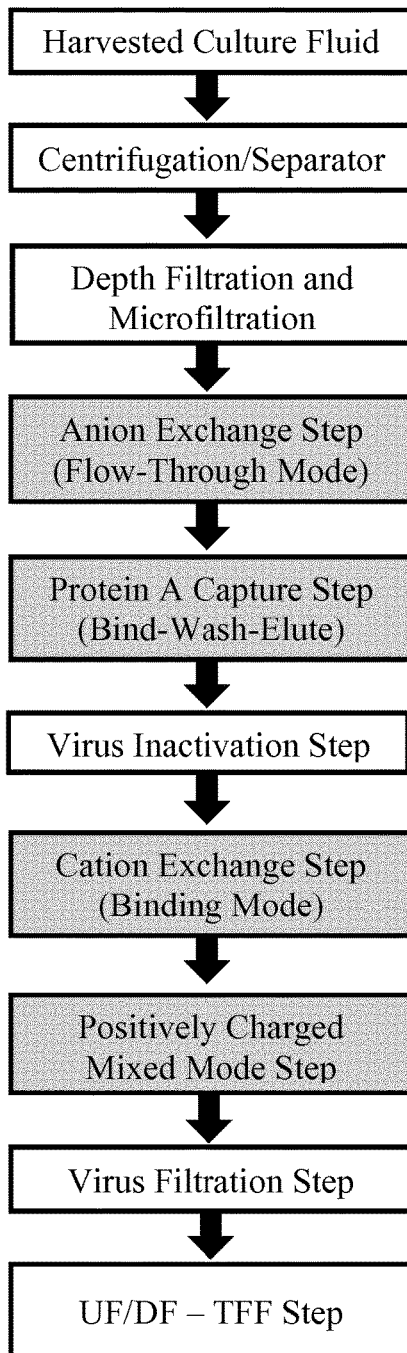 Harvested Culture Fluid
Centrifugation/Separator
Depth Filtration and
Microfiltration
Anion Exchange Step
(Flow-Through Mode)
Protein A Capture Step
(Bind-Wash-Elute)
Virus Inactivation Step
Cation Exchange Step
(Binding Mode)
Positively Charged
Mixed Mode Step
Virus Filtration Step
UF/DF – TFF Step